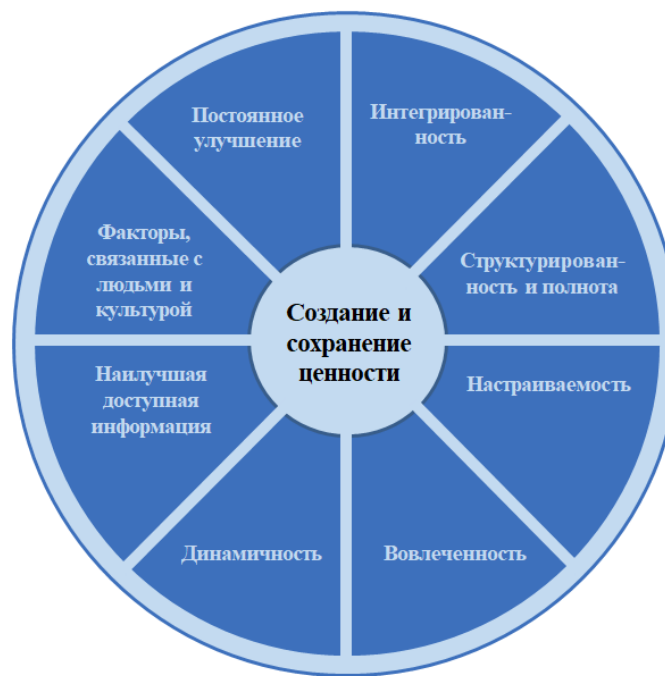 Постоянное
улучшение
Интегрирован-
ность
Структурирован-
ность и полнота
Настраиваемость
Вовлеченность
Динамичность
Наилучшая
доступная
информация
Факторы,
связанные с
людьми и
культурой
Создание и
сохранение
ценности